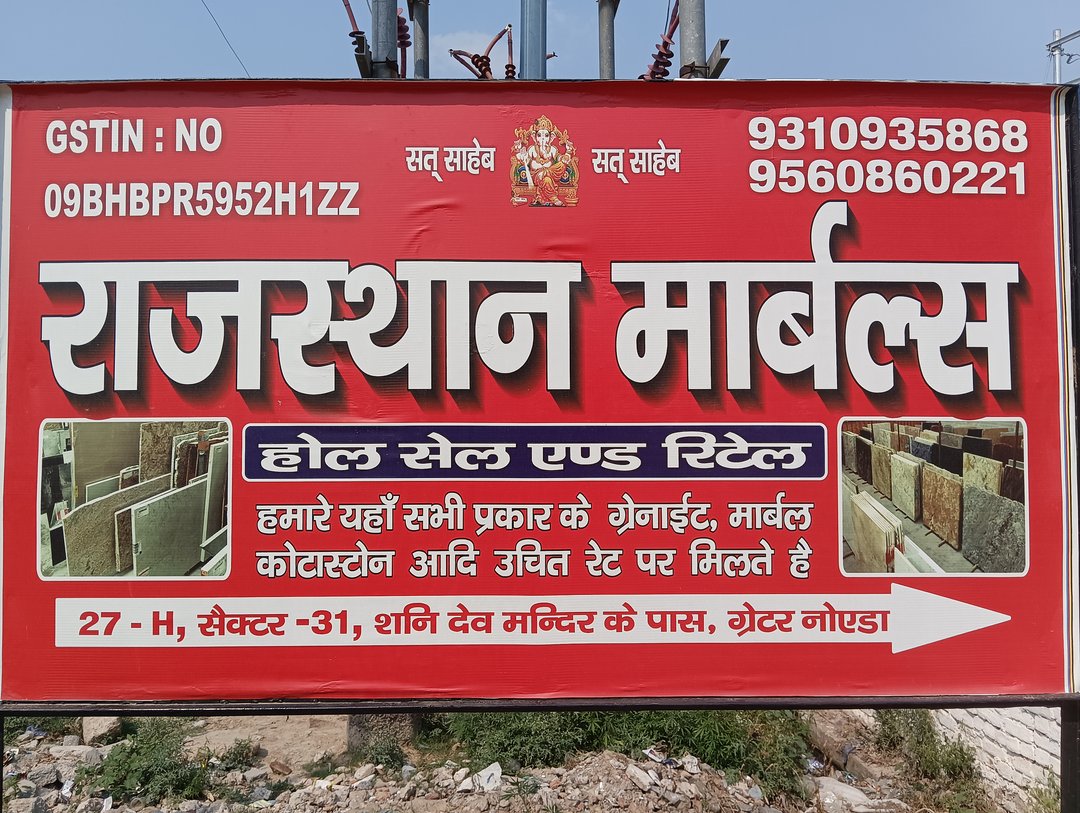 GSTIN : NO
09BHBPR5952H1ZZ
सत् साहेब सत् साहेब
9310935868
9560860221
राजस्थान मार्बल्स
होल सेल एण्ड रिटेल
हमारे यहाँ सभी प्रकार के ग्रेनाईट, मार्बल
कोटास्टोन आदि उचित रेट पर मिलते है
27 - H, सैक्टर -31, शनि देव मन्दिर के पास, ग्रेटर नोएडा